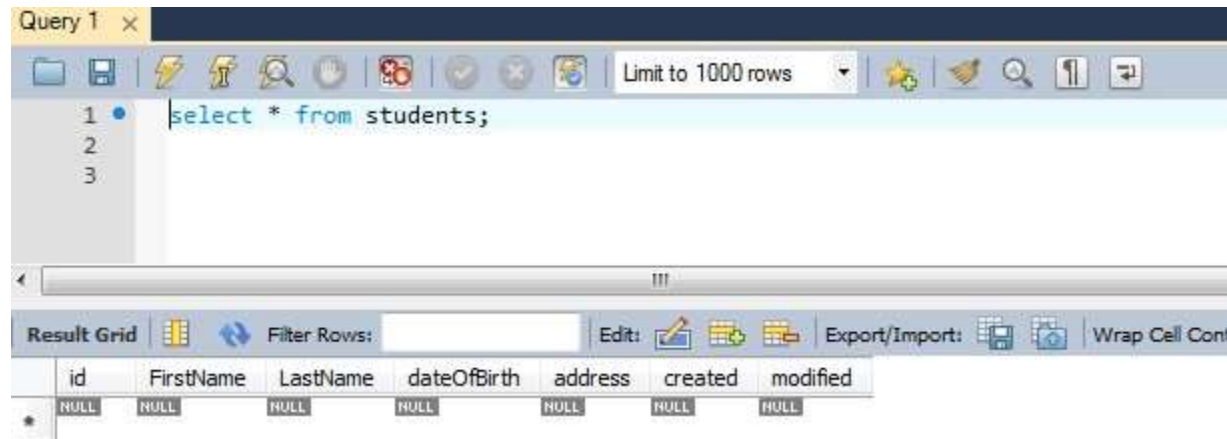 Query 1
Limit to 1000 rows
1 select * from students;
2
3
Result Grid Filter Rows: Edit: Export/Import: Wrap Cell Cont
id FirstName LastName dateOfBirth address created modified
* NULL NULL NULL NULL NULL NULL NULL